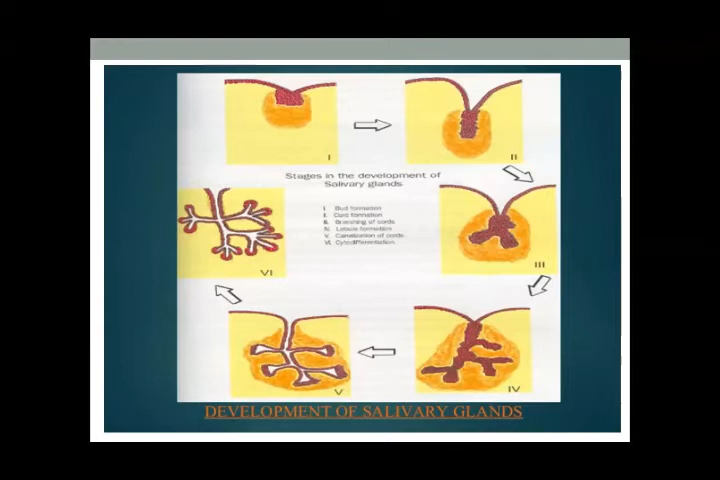 I
II
Stages in the development of
Salivary glands
I. Bud formation
II. Cord formation
II. Branching of cords
IV. Lobule formation
V. Canalization of cords
VI. Cytodifferentiation
III
VI
V
IV
DEVELOPMENT OF SALIVARY GLANDS